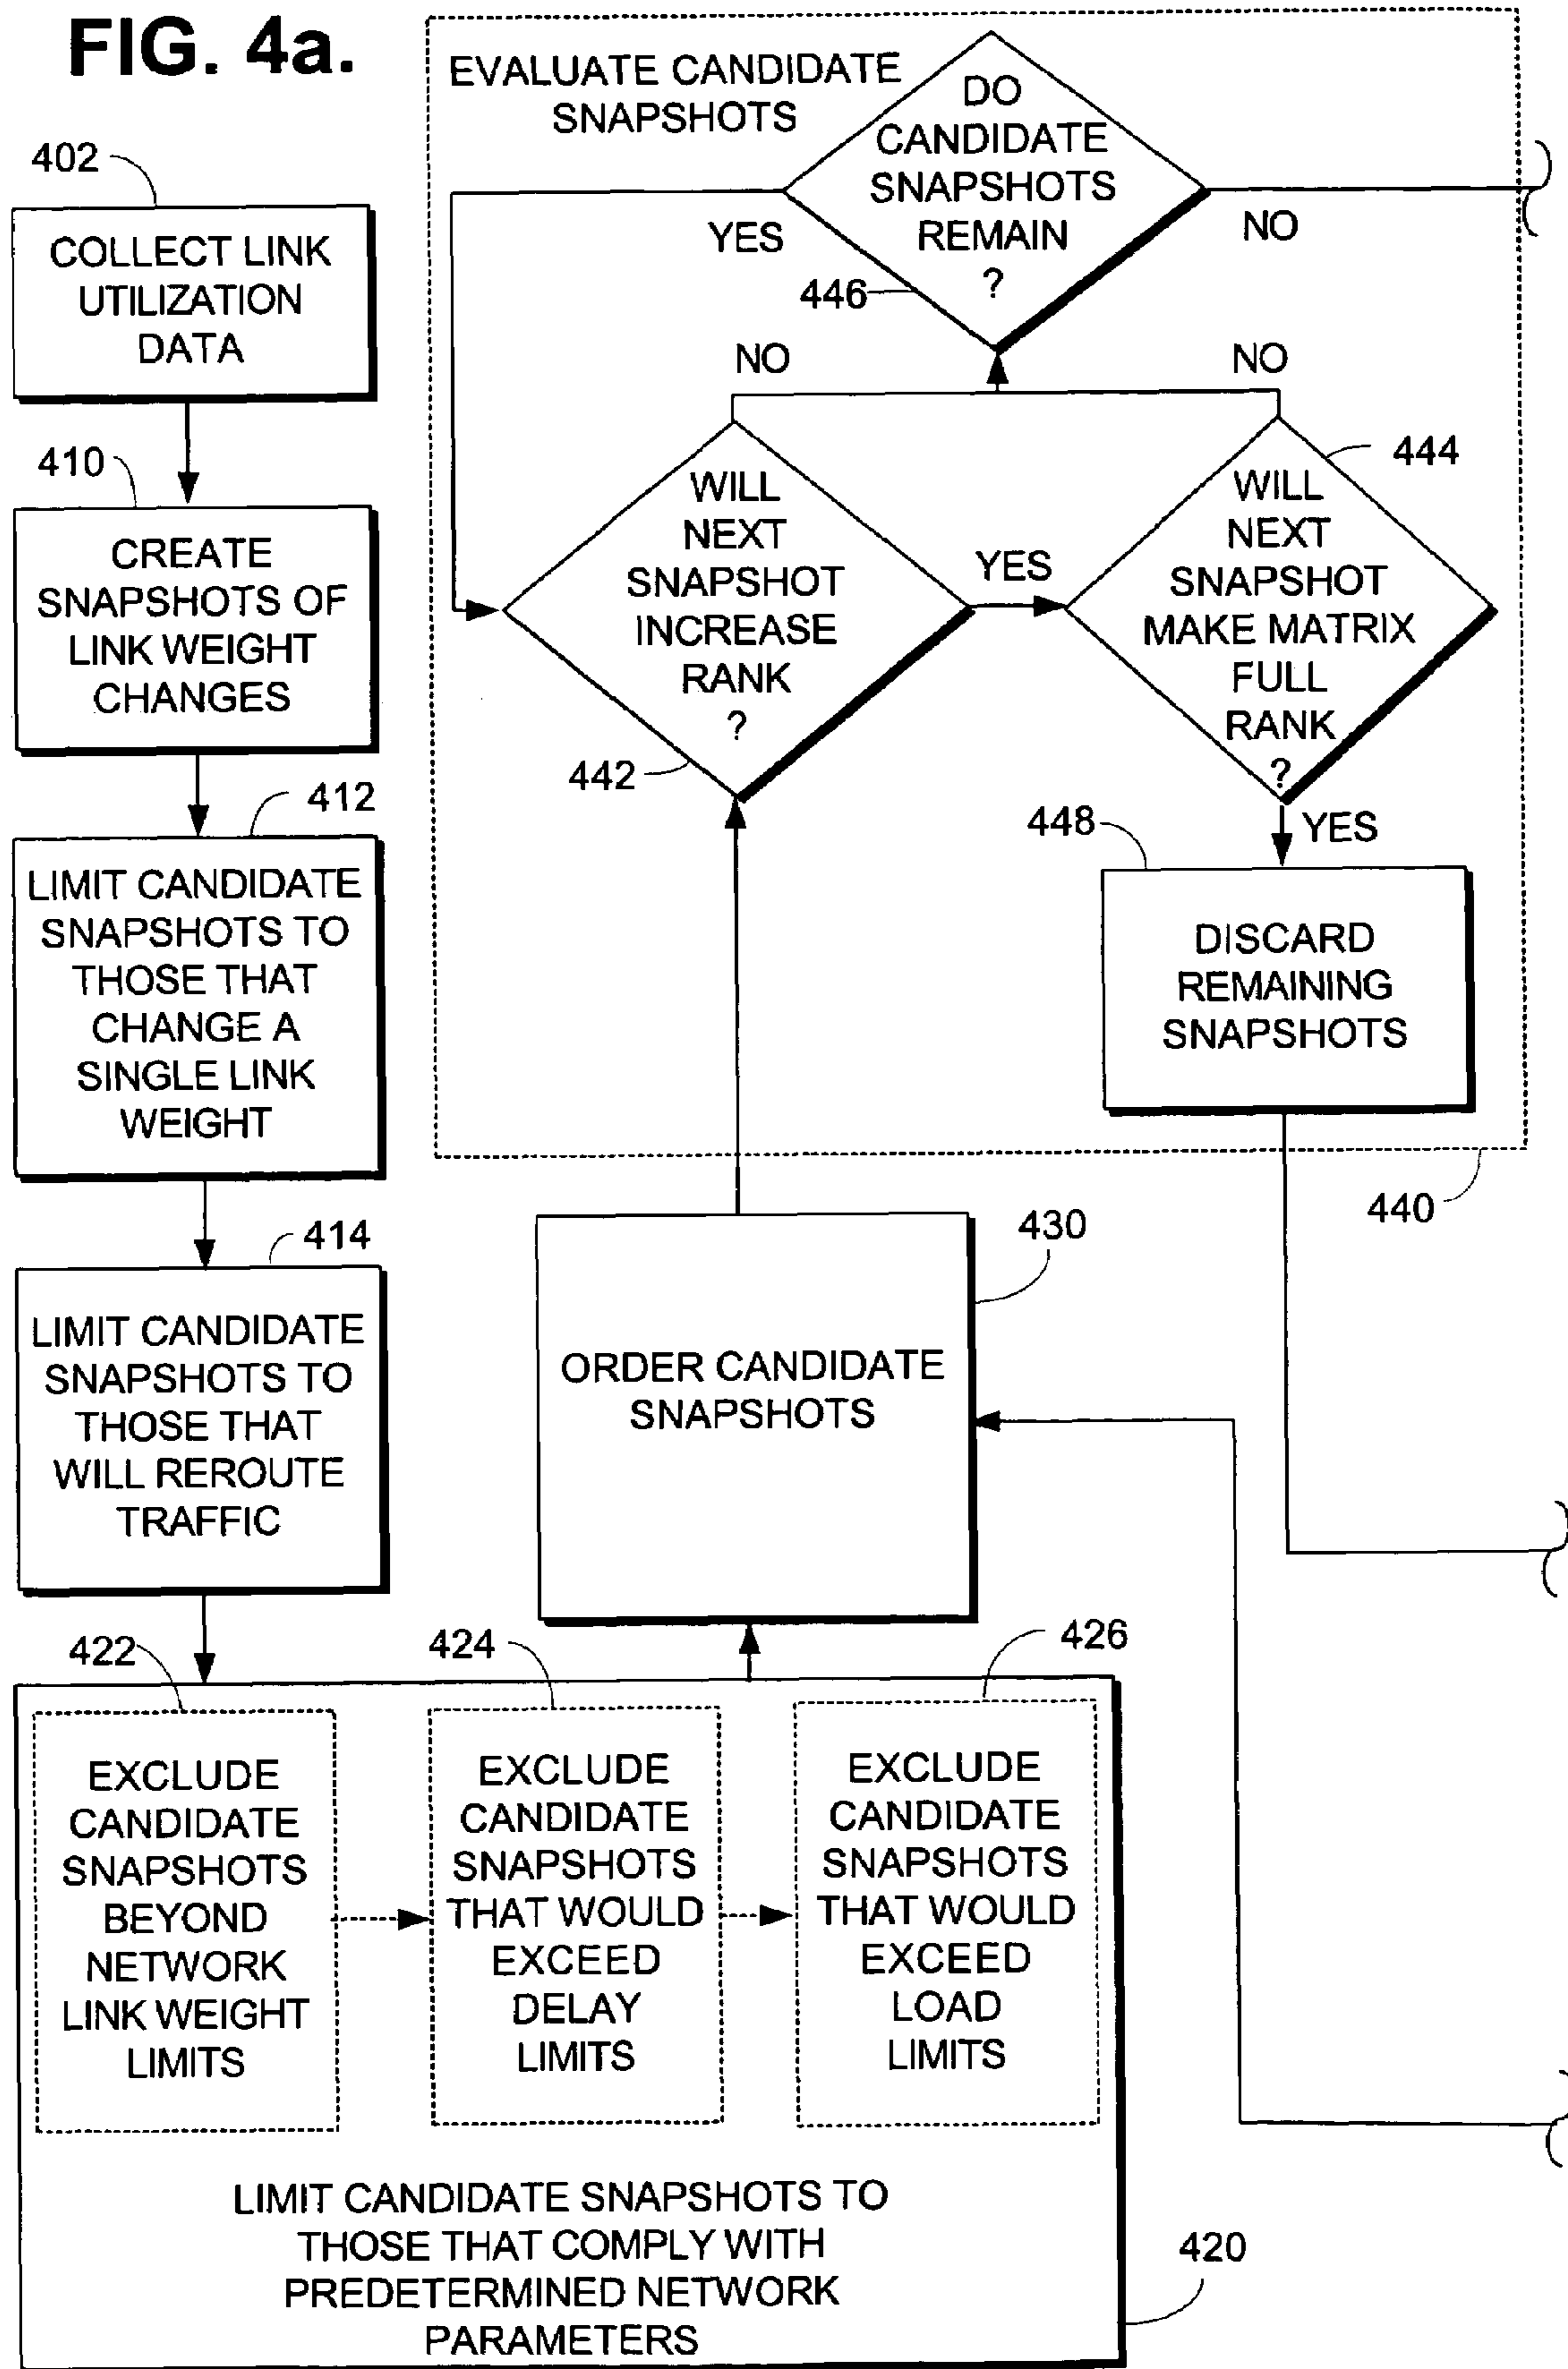 FIG. 4a.
402
COLLECT LINK
UTILIZATION
DATA
410
CREATE
SNAPSHOTS OF
LINK WEIGHT
CHANGES
412
LIMIT CANDIDATE
SNAPSHOTS TO
THOSE THAT
CHANGE A
SINGLE LINK
WEIGHT
414
LIMIT CANDIDATE
SNAPSHOTS TO
THOSE THAT
WILL REROUTE
TRAFFIC
422
EXCLUDE
CANDIDATE
SNAPSHOTS
BEYOND
NETWORK
LINK WEIGHT
LIMITS
424
EXCLUDE
CANDIDATE
SNAPSHOTS
THAT WOULD
EXCEED
DELAY
LIMITS
426
EXCLUDE
CANDIDATE
SNAPSHOTS
THAT WOULD
EXCEED
LOAD
LIMITS
LIMIT CANDIDATE SNAPSHOTS TO
THOSE THAT COMPLY WITH
PREDETERMINED NETWORK
PARAMETERS
420
430
ORDER CANDIDATE
SNAPSHOTS
440
EVALUATE CANDIDATE
SNAPSHOTS
442
WILL
NEXT
SNAPSHOT
INCREASE
RANK
?
NO
YES
444
WILL
NEXT
SNAPSHOT
MAKE MATRIX
FULL
RANK
?
NO
YES
446
DO
CANDIDATE
SNAPSHOTS
REMAIN
?
YES
NO
448
DISCARD
REMAINING
SNAPSHOTS